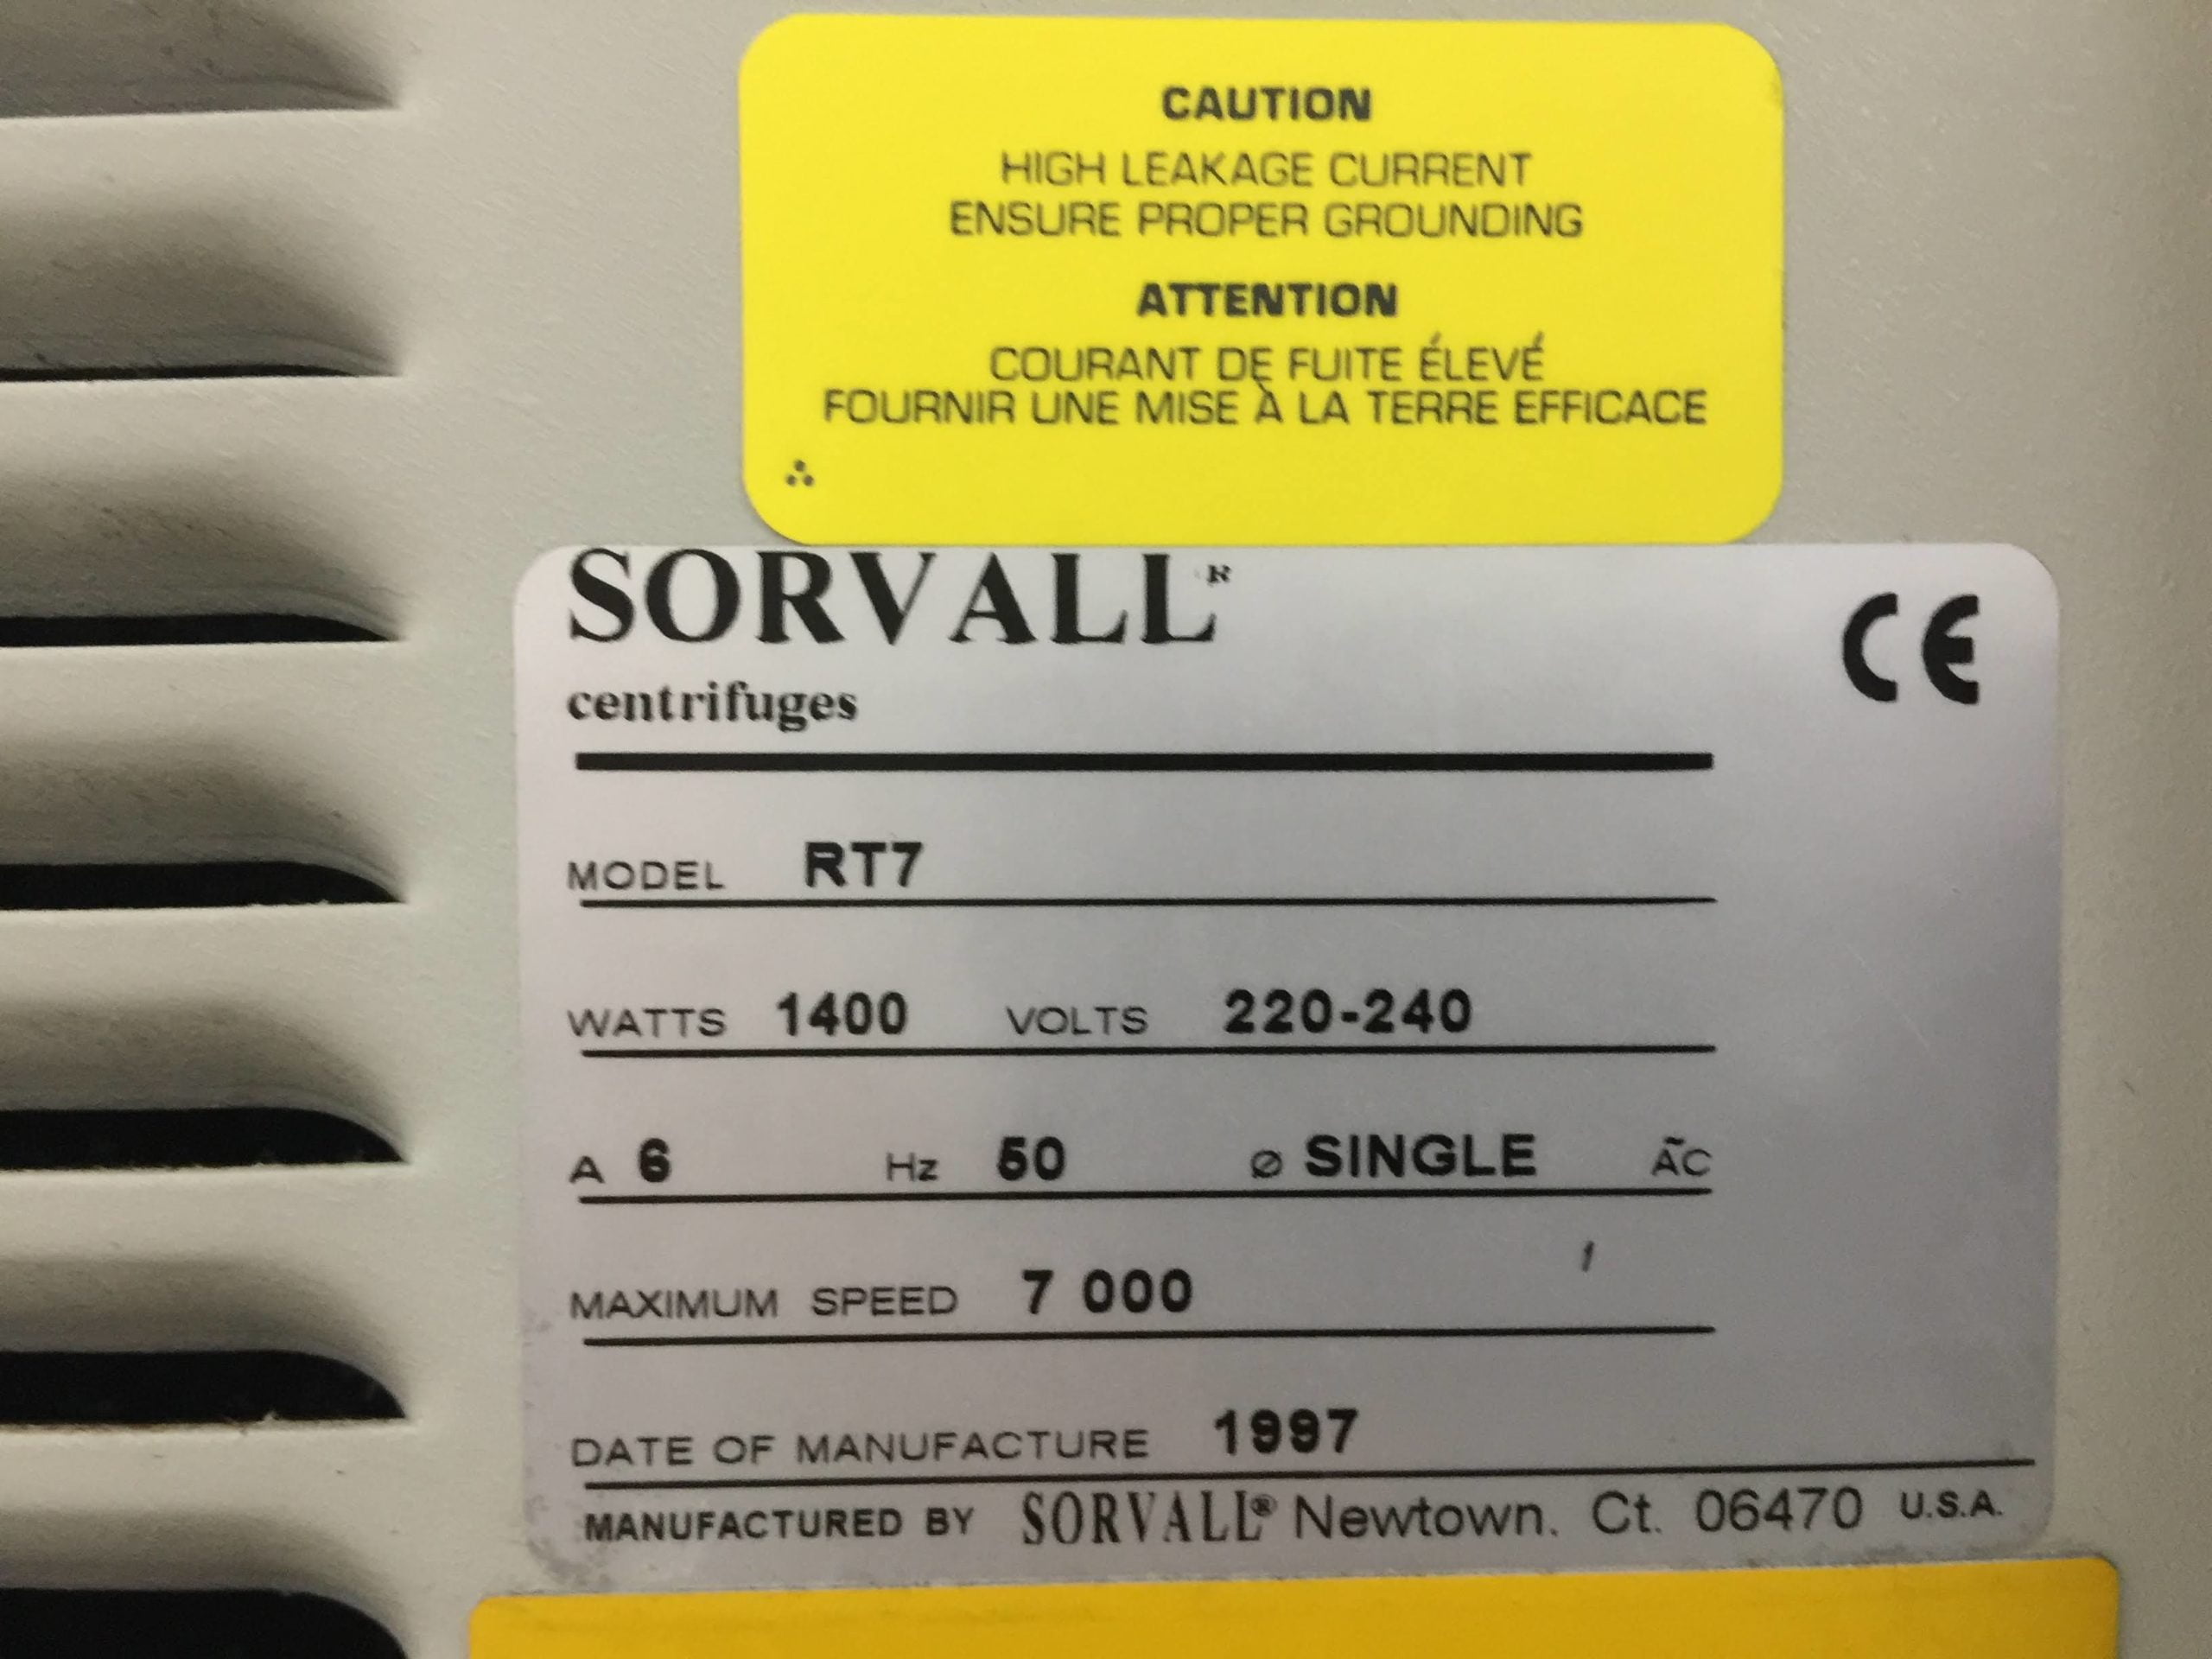 CAUTION
HIGH LEAKAGE CURRENT
ENSURE PROPER GROUNDING
ATTENTION
COURANT DE FUITE ÉLEVÉ
FOURNIR UNE MISE À LA TERRE EFFICACE
SORVALL® CE
centrifuges
MODEL RT7
WATTS 1400 VOLTS 220-240
A 6 Hz 50 ø SINGLE ÃC
MAXIMUM SPEED 7 000
DATE OF MANUFACTURE 1997
MANUFACTURED BY SORVALL® Newtown. Ct. 06470 U.S.A.